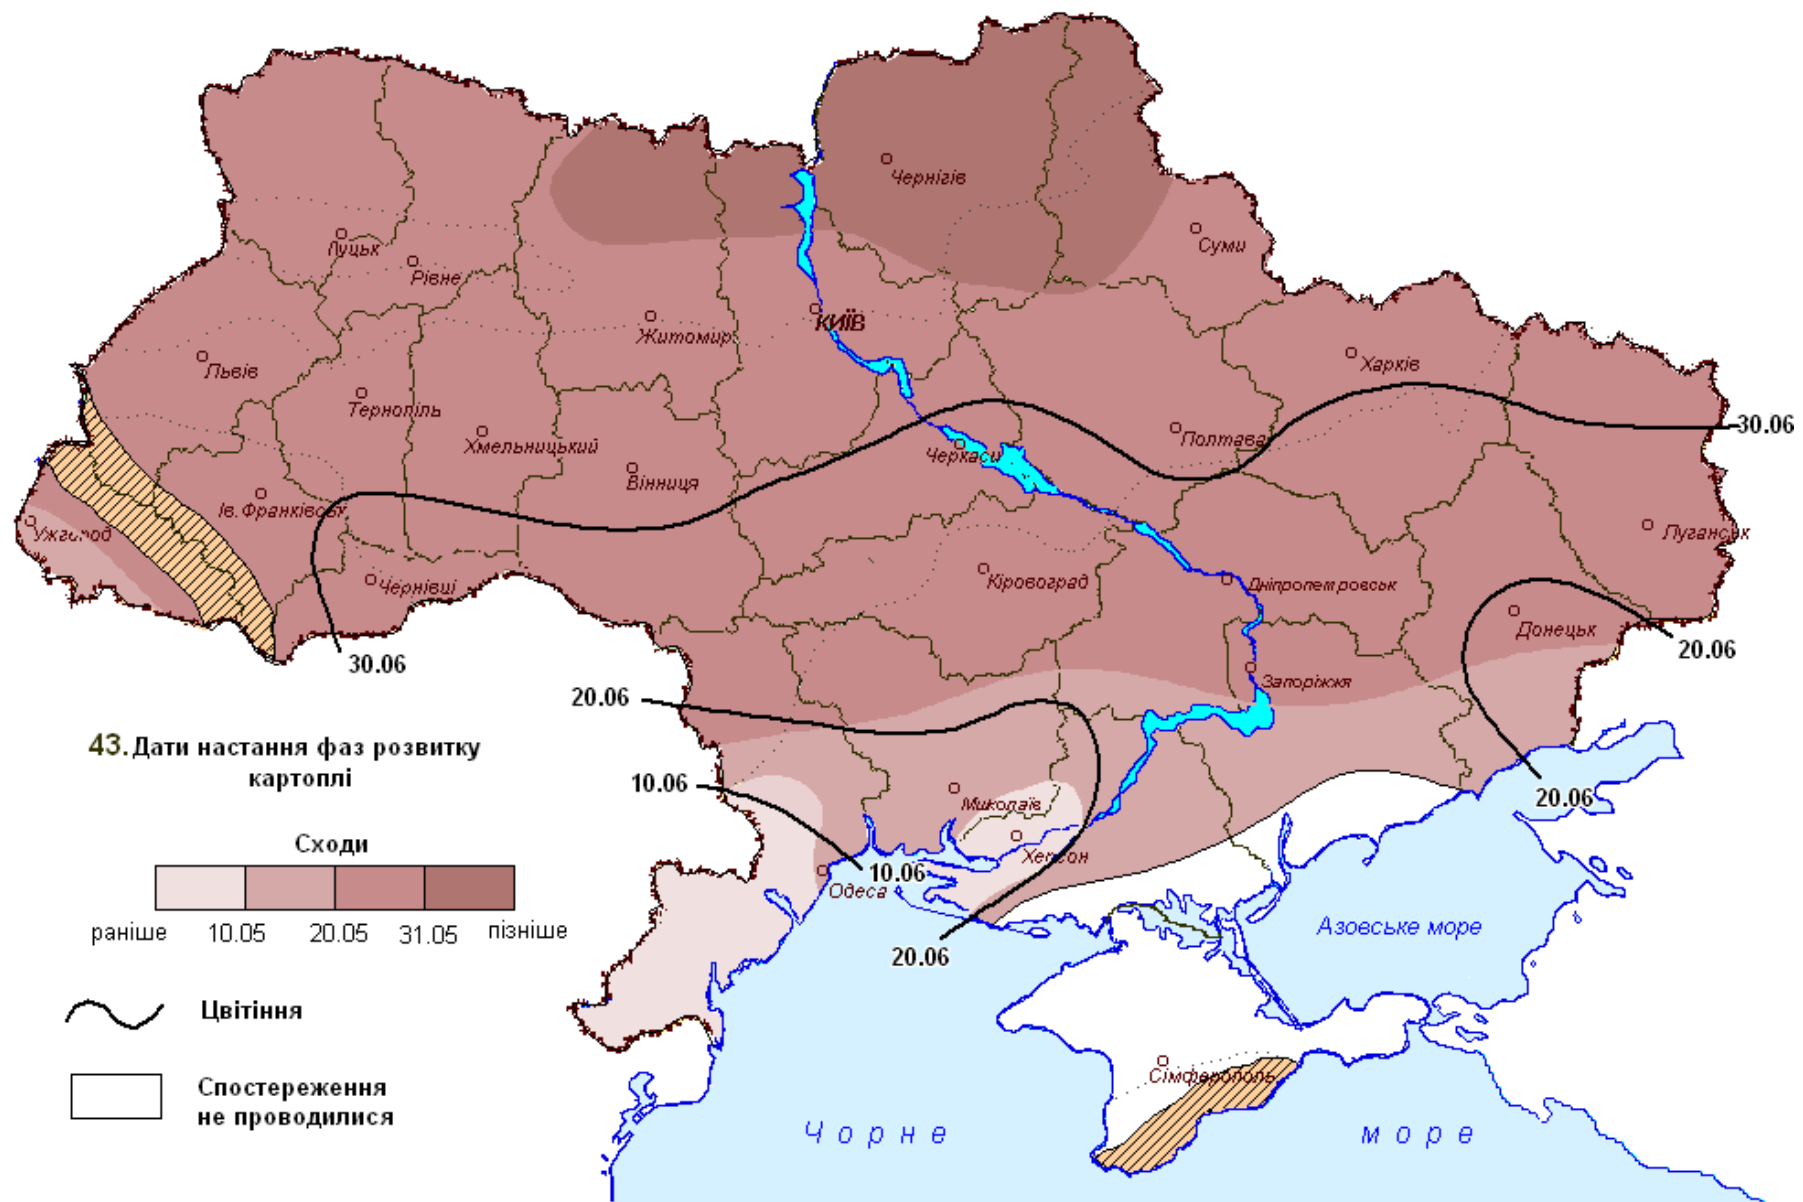 Чернігів
Суми
Луцьк
Рівне
КИЇВ
Житомир
Харків
Львів
Тернопіль
30.06
Полтава
Хмельницький
Черкаси
Вінниця
Ів. Франківськ
Ужгород
Луганськ
Чернівці
Кіровоград
Дніпропетровськ
Донецьк
20.06
30.06
Запоріжжя
20.06
43. Дати настання фаз розвитку
картоплі
10.06
Миколаїв
20.06
Херсон
10.06
Одеса
20.06
Сходи
раніше 10.05 20.05 31.05 пізніше
Азовське море
Цвітіння
Сімферополь
Спостереження
не проводилися
Чорне море